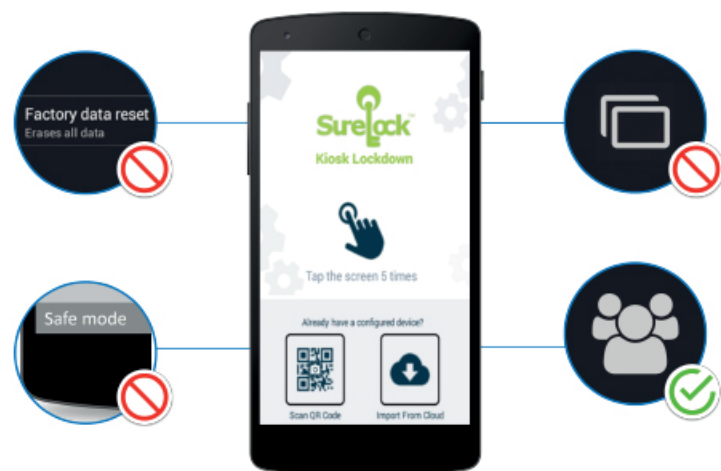 Factory data reset
Erases all data
SureLock™
Kiosk Lockdown
Tap the screen 5 times
Safe mode
Already have a configured device?
Scan QR Code
Import From Cloud